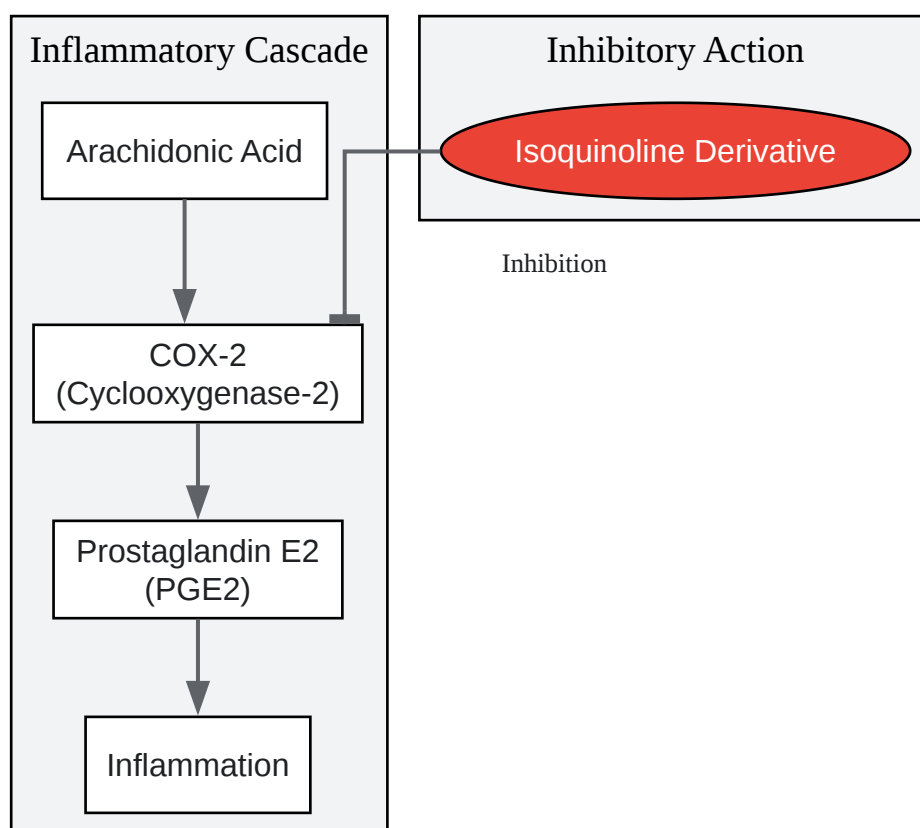 Inflammatory Cascade
Arachidonic Acid
COX-2
(Cyclooxygenase-2)
Prostaglandin E2
(PGE2)
Inflammation
Inhibitory Action
Isoquinoline Derivative
Inhibition